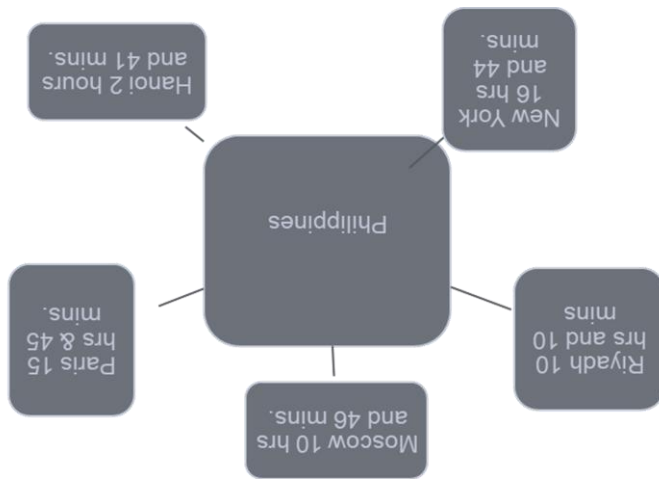 Moscow 10 hrs
and 46 mins.
Riyadh 10
hrs and 10
mins
Paris 15
hrs & 45
mins.
Philippines
New York
16 hrs
and 44
mins.
Hanoi 2 hours
and 41 mins.